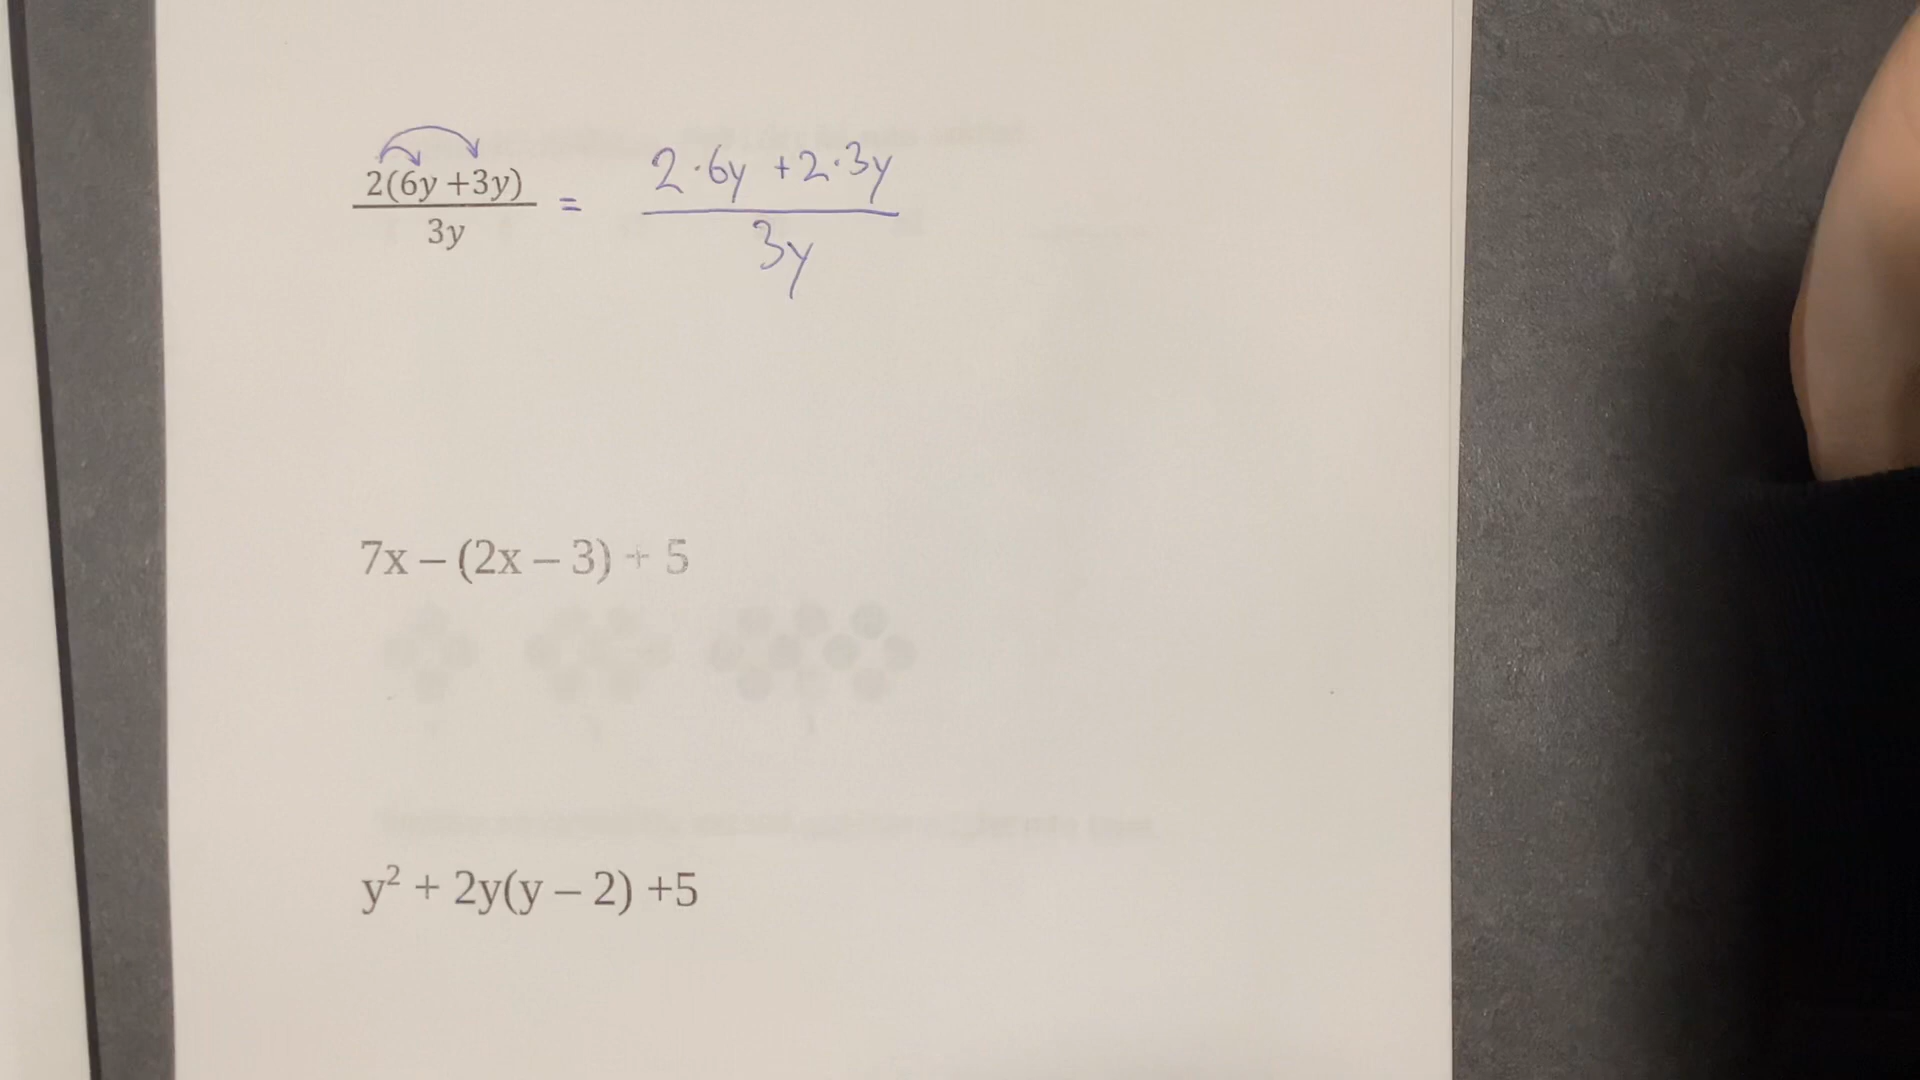 2(6y +3y) / 3y = 2·6y +2·3y / 3y
7x – (2x – 3) + 5
y² + 2y(y – 2) +5